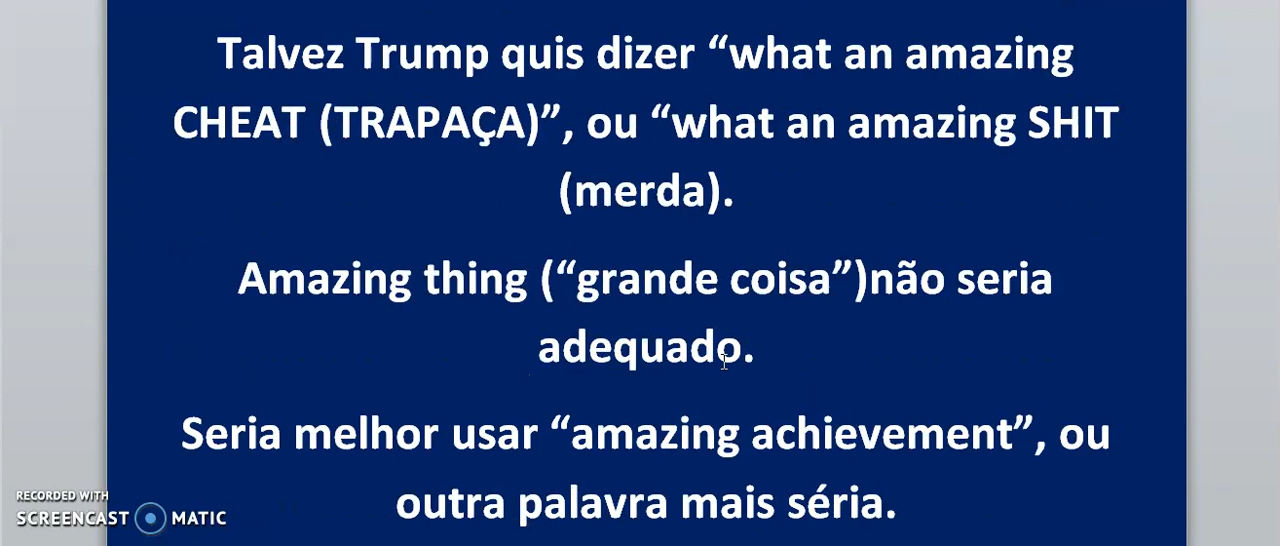 Talvez Trump quis dizer “what an amazing
CHEAT (TRAPAÇA)”, ou “what an amazing SHIT
(merda).
Amazing thing (“grande coisa”)não seria
adequado.
Seria melhor usar “amazing achievement”, ou
outra palavra mais séria.
RECORDED WITH
SCREENCAST MATIC